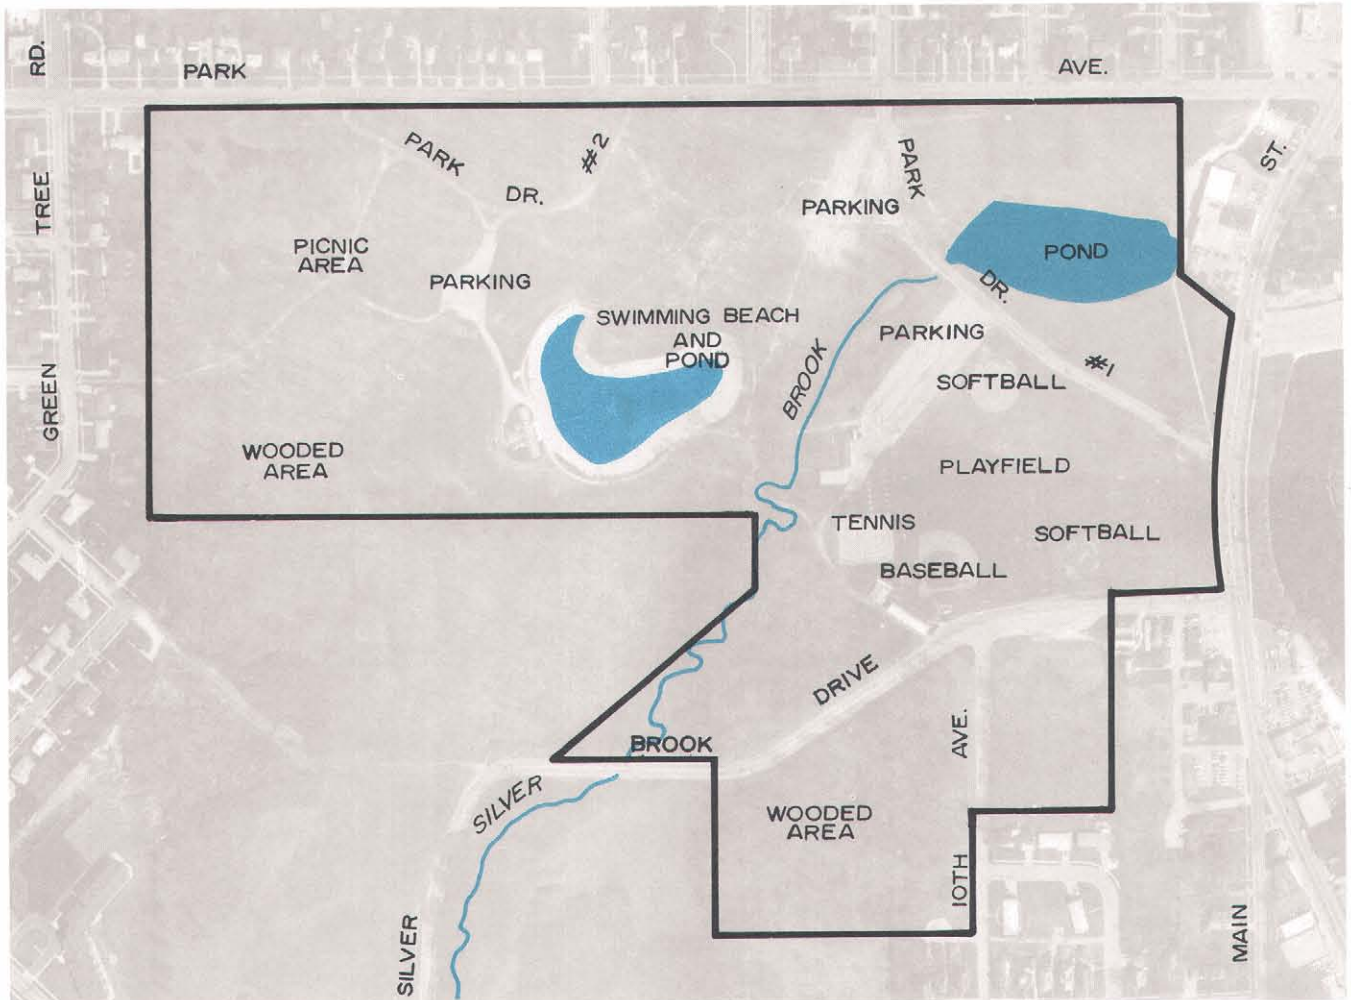 PARK AVE.
GREEN TREE RD.
PARK DR. #2
PARK DR. #1
ST.
PARKING
POND
PICNIC
AREA
PARKING
SWIMMING BEACH
AND
POND
PARKING
BROOK
SOFTBALL
WOODED
AREA
PLAYFIELD
TENNIS
SOFTBALL
BASEBALL
DRIVE
BROOK
AVE.
SILVER
WOODED
AREA
10TH
SILVER
MAIN